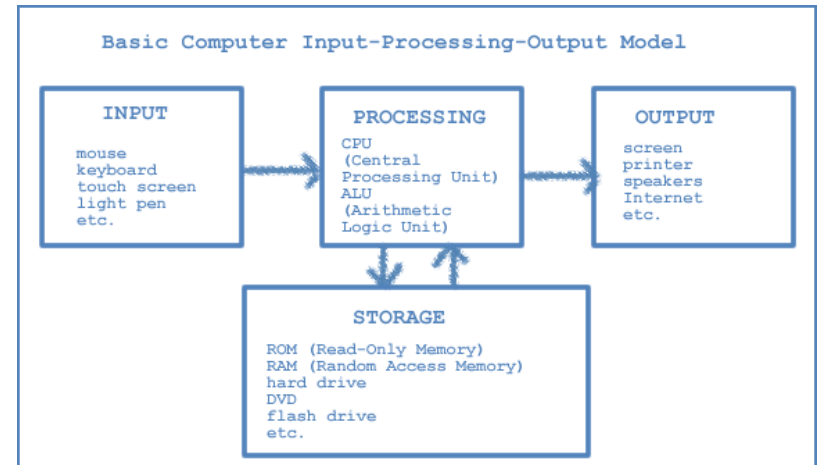 Basic Computer Input-Processing-Output Model
INPUT
mouse
keyboard
touch screen
light pen
etc.
PROCESSING
CPU
(Central
Processing Unit)
ALU
(Arithmetic
Logic Unit)
OUTPUT
screen
printer
speakers
Internet
etc.
STORAGE
ROM (Read-Only Memory)
RAM (Random Access Memory)
hard drive
DVD
flash drive
etc.